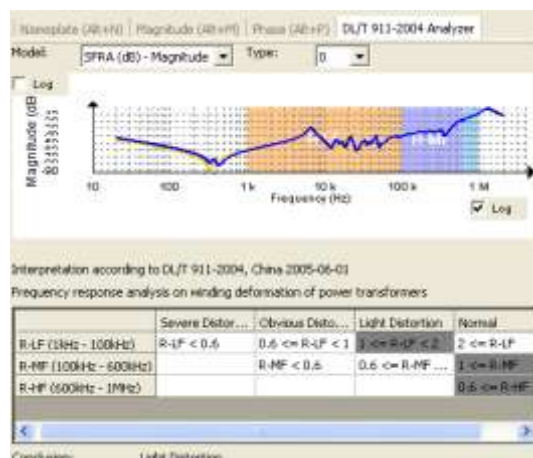 Nameplate (Alt+N) Magnitude (Alt+M) Phase (Alt+P) DL/T 911-2004 Analyzer
Model: SFRA (dB) - Magnitude Type: 0
Log
Magnitude (dB
-80
10 100 1 k 10 k 100 k 1 M
Frequency (Hz)
Log
Interpretation according to DL/T 911-2004, China 2005-06-01
Frequency response analysis on winding deformation of power transformers
Severe Distor... Obvious Disto... Light Distortion Normal
R-LF (1kHz - 100kHz) R-LF < 0.6 0.6 <= R-LF < 1 1 <= R-LF < 2 2 <= R-LF
R-MF (100kHz - 600kHz) R-MF < 0.6 0.6 <= R-MF ... 1 <= R-MF
R-HF (600kHz - 1MHz) 0.6 <= R-HF
Conclusion: Light Distortion